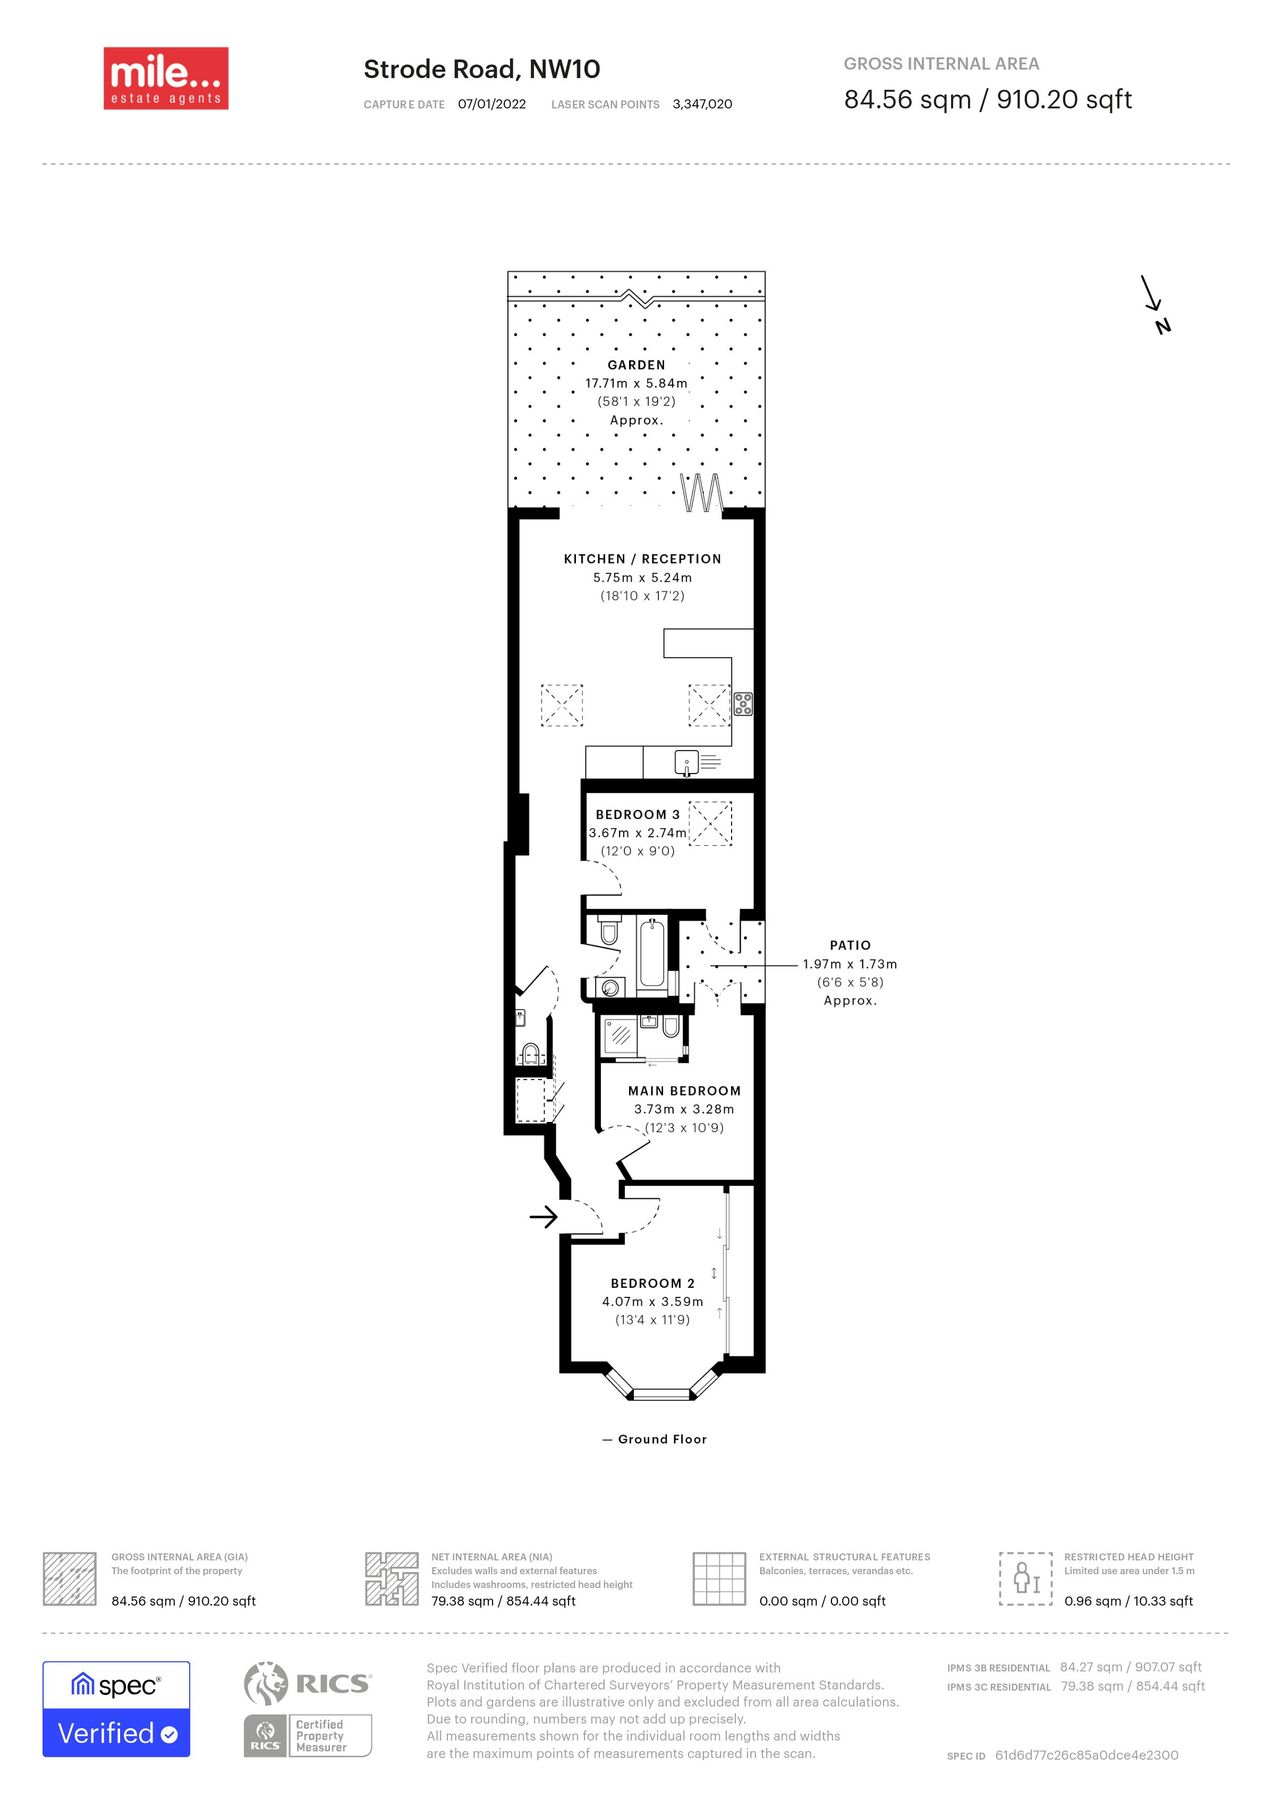 mile...
estate agents
Strode Road, NW10
CAPTURE DATE 07/01/2022 LASER SCAN POINTS 3,347,020
GROSS INTERNAL AREA
84.56 sqm / 910.20 sqft
N
GARDEN
17.71m x 5.84m
(58'1 x 19'2)
Approx.
KITCHEN / RECEPTION
5.75m x 5.24m
(18'10 x 17'2)
BEDROOM 3
3.67m x 2.74m
(12'0 x 9'0)
PATIO
1.97m x 1.73m
(6'6 x 5'8)
Approx.
MAIN BEDROOM
3.73m x 3.28m
(12'3 x 10'9)
BEDROOM 2
4.07m x 3.59m
(13'4 x 11'9)
— Ground Floor
GROSS INTERNAL AREA (GIA)
The footprint of the property
84.56 sqm / 910.20 sqft
NET INTERNAL AREA (NIA)
Excludes walls and external features
Includes washrooms, restricted head height
79.38 sqm / 854.44 sqft
EXTERNAL STRUCTURAL FEATURES
Balconies, terraces, verandas etc.
0.00 sqm / 0.00 sqft
RESTRICTED HEAD HEIGHT
Limited use area under 1.5 m
0.96 sqm / 10.33 sqft
spec®
Verified
RICS®
RICS
Certified
Property
Measurer
Spec Verified floor plans are produced in accordance with
Royal Institution of Chartered Surveyors' Property Measurement Standards.
Plots and gardens are illustrative only and excluded from all area calculations.
Due to rounding, numbers may not add up precisely.
All measurements shown for the individual room lengths and widths
are the maximum points of measurements captured in the scan.
IPMS 3B RESIDENTIAL 84.27 sqm / 907.07 sqft
IPMS 3C RESIDENTIAL 79.38 sqm / 854.44 sqft
SPEC ID 61d6d77c26c85a0dce4e2300